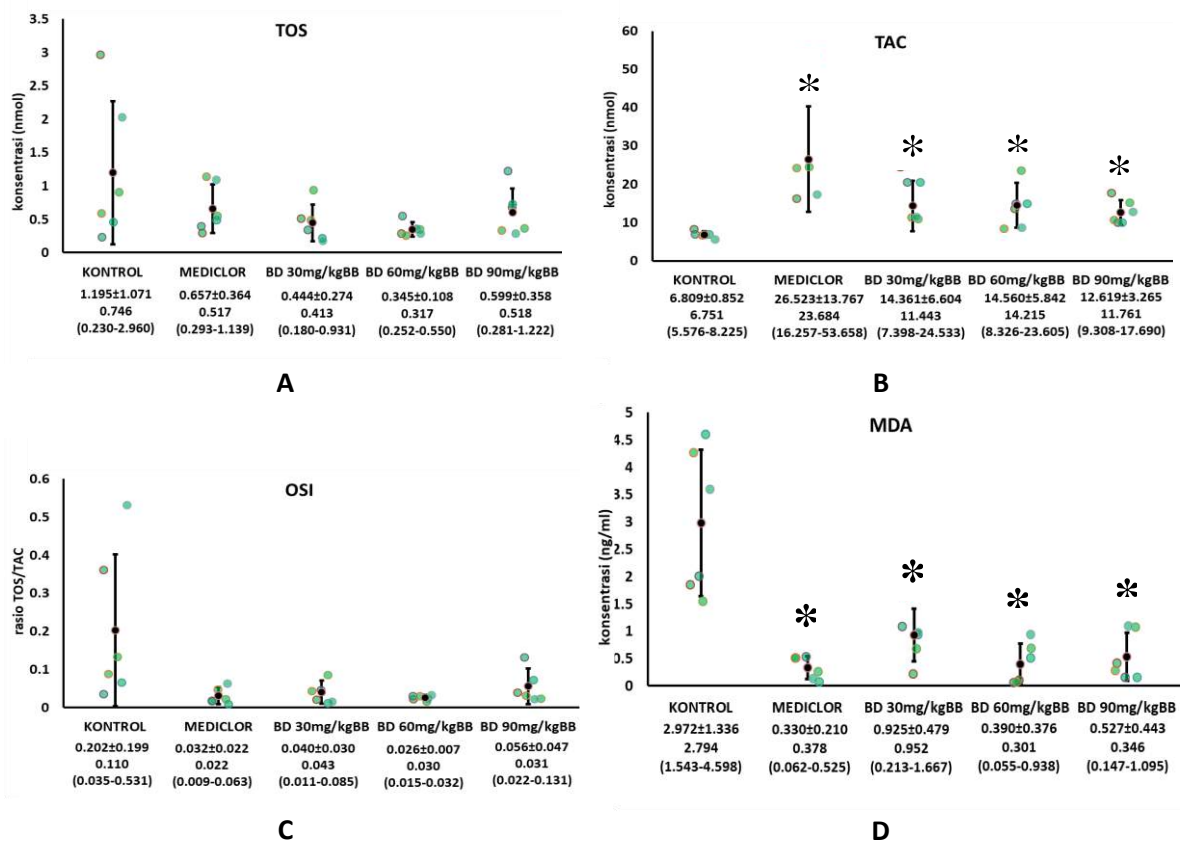 TOS
konsentrasi (nmol)
3.5
3
2.5
2
1.5
1
0.5
0
KONTROL MEDICLOR BD 30mg/kgBB BD 60mg/kgBB BD 90mg/kgBB
1.195±1.071 0.657±0.364 0.444±0.274 0.345±0.108 0.599±0.358
0.746 0.517 0.413 0.317 0.518
(0.230-2.960) (0.293-1.139) (0.180-0.931) (0.252-0.550) (0.281-1.222)
A
TAC
konsentrasi (nmol)
60
50
40
30
20
10
0
* * * *
KONTROL MEDICLOR BD 30mg/kgBB BD 60mg/kgBB BD 90mg/kgBB
6.809±0.852 26.523±13.767 14.361±6.604 14.560±5.842 12.619±3.265
6.751 23.684 11.443 14.215 11.761
(5.576-8.225) (16.257-53.658) (7.398-24.533) (8.326-23.605) (9.308-17.690)
B
OSI
rasio TOS/TAC
0.6
0.5
0.4
0.3
0.2
0.1
0
KONTROL MEDICLOR BD 30mg/kgBB BD 60mg/kgBB BD 90mg/kgBB
0.202±0.199 0.032±0.022 0.040±0.030 0.026±0.007 0.056±0.047
0.110 0.022 0.043 0.030 0.031
(0.035-0.531) (0.009-0.063) (0.011-0.085) (0.015-0.032) (0.022-0.131)
C
MDA
konsentrasi (ng/ml)
5
4.5
4
3.5
3
2.5
2
1.5
1
0.5
0
* * * *
KONTROL MEDICLOR BD 30mg/kgBB BD 60mg/kgBB BD 90mg/kgBB
2.972±1.336 0.330±0.210 0.925±0.479 0.390±0.376 0.527±0.443
2.794 0.378 0.952 0.301 0.346
(1.543-4.598) (0.062-0.525) (0.213-1.667) (0.055-0.938) (0.147-1.095)
D